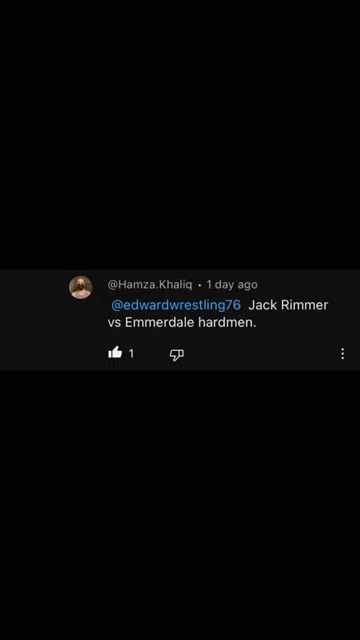 @Hamza.Khaliq • 1 day ago
@edwardwrestling76 Jack Rimmer
vs Emmerdale hardmen.
1